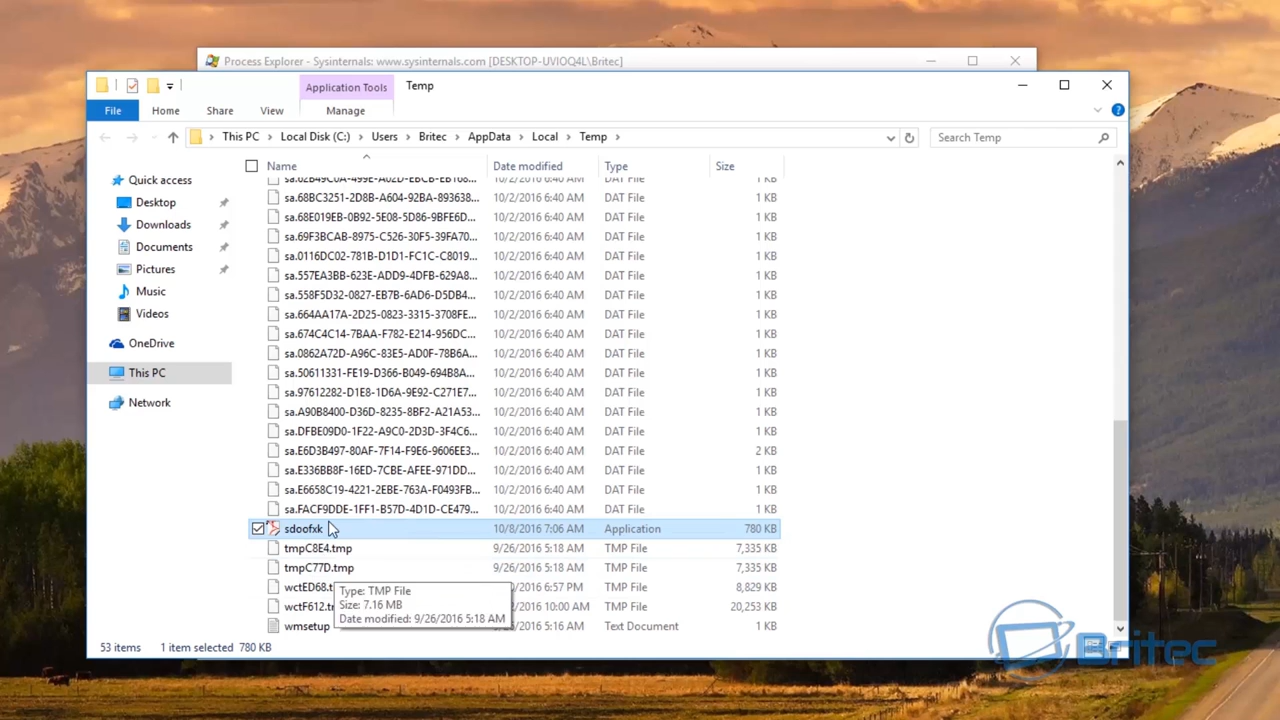 Process Explorer - Sysinternals: www.sysinternals.com [DESKTOP-UVIOQ4L\Britec]
Application Tools Temp
File Home Share View Manage
This PC Local Disk (C:) Users Britec AppData Local Temp Search Temp
Name Date modified Type Size
Quick access
Desktop
Downloads
Documents
Pictures
Music
Videos
OneDrive
This PC
Network
10/2/2016 6:40 AM DAT File 1 KB
sa.68BC3251-2D8B-A604-92BA-893638... 10/2/2016 6:40 AM DAT File 1 KB
sa.68E019EB-0B92-5E08-5D86-9BFE6D... 10/2/2016 6:40 AM DAT File 1 KB
sa.69F3BCAB-8975-C526-30F5-39FA70... 10/2/2016 6:40 AM DAT File 1 KB
sa.0116DC02-781B-D1D1-FC1C-C8019... 10/2/2016 6:40 AM DAT File 1 KB
sa.557EA3BB-623E-ADD9-4DFB-629A8... 10/2/2016 6:40 AM DAT File 1 KB
sa.558F5D32-0827-EB7B-6AD6-D5DB4... 10/2/2016 6:40 AM DAT File 1 KB
sa.664AA17A-2D25-0823-3315-3708FE... 10/2/2016 6:40 AM DAT File 1 KB
sa.674C4C14-7BAA-F782-E214-956DC... 10/2/2016 6:40 AM DAT File 1 KB
sa.0862A72D-A96C-83E5-AD0F-78B6A... 10/2/2016 6:40 AM DAT File 1 KB
sa.50611331-FE19-D366-B049-694B8A... 10/2/2016 6:40 AM DAT File 1 KB
sa.97612282-D1E8-1D6A-9E92-C271E7... 10/2/2016 6:40 AM DAT File 1 KB
sa.A90B8400-D36D-8235-8BF2-A21A53... 10/2/2016 6:40 AM DAT File 1 KB
sa.DFBE09D0-1F22-A9C0-2D3D-3F4C6... 10/2/2016 6:40 AM DAT File 1 KB
sa.E6D3B497-80AF-7F14-F9E6-9606EE3... 10/2/2016 6:40 AM DAT File 2 KB
sa.E336BB8F-16ED-7CBE-AFEE-971DD... 10/2/2016 6:40 AM DAT File 1 KB
sa.E6658C19-4221-2EBE-763A-F0493FB... 10/2/2016 6:40 AM DAT File 1 KB
sa.FACF9DDE-1FF1-B57D-4D1D-CE479... 10/2/2016 6:40 AM DAT File 1 KB
sdoofxk 10/8/2016 7:06 AM Application 780 KB
tmpC8E4.tmp 9/26/2016 5:18 AM TMP File 7,335 KB
tmpC77D.tmp 9/26/2016 5:18 AM TMP File 7,335 KB
wctED68.t 6:57 PM TMP File 8,829 KB
wctF612.t 10:00 AM TMP File 20,253 KB
wmsetup 5:16 AM Text Document 1 KB
Type: TMP File
Size: 7.16 MB
Date modified: 9/26/2016 5:18 AM
53 items 1 item selected 780 KB
Britec